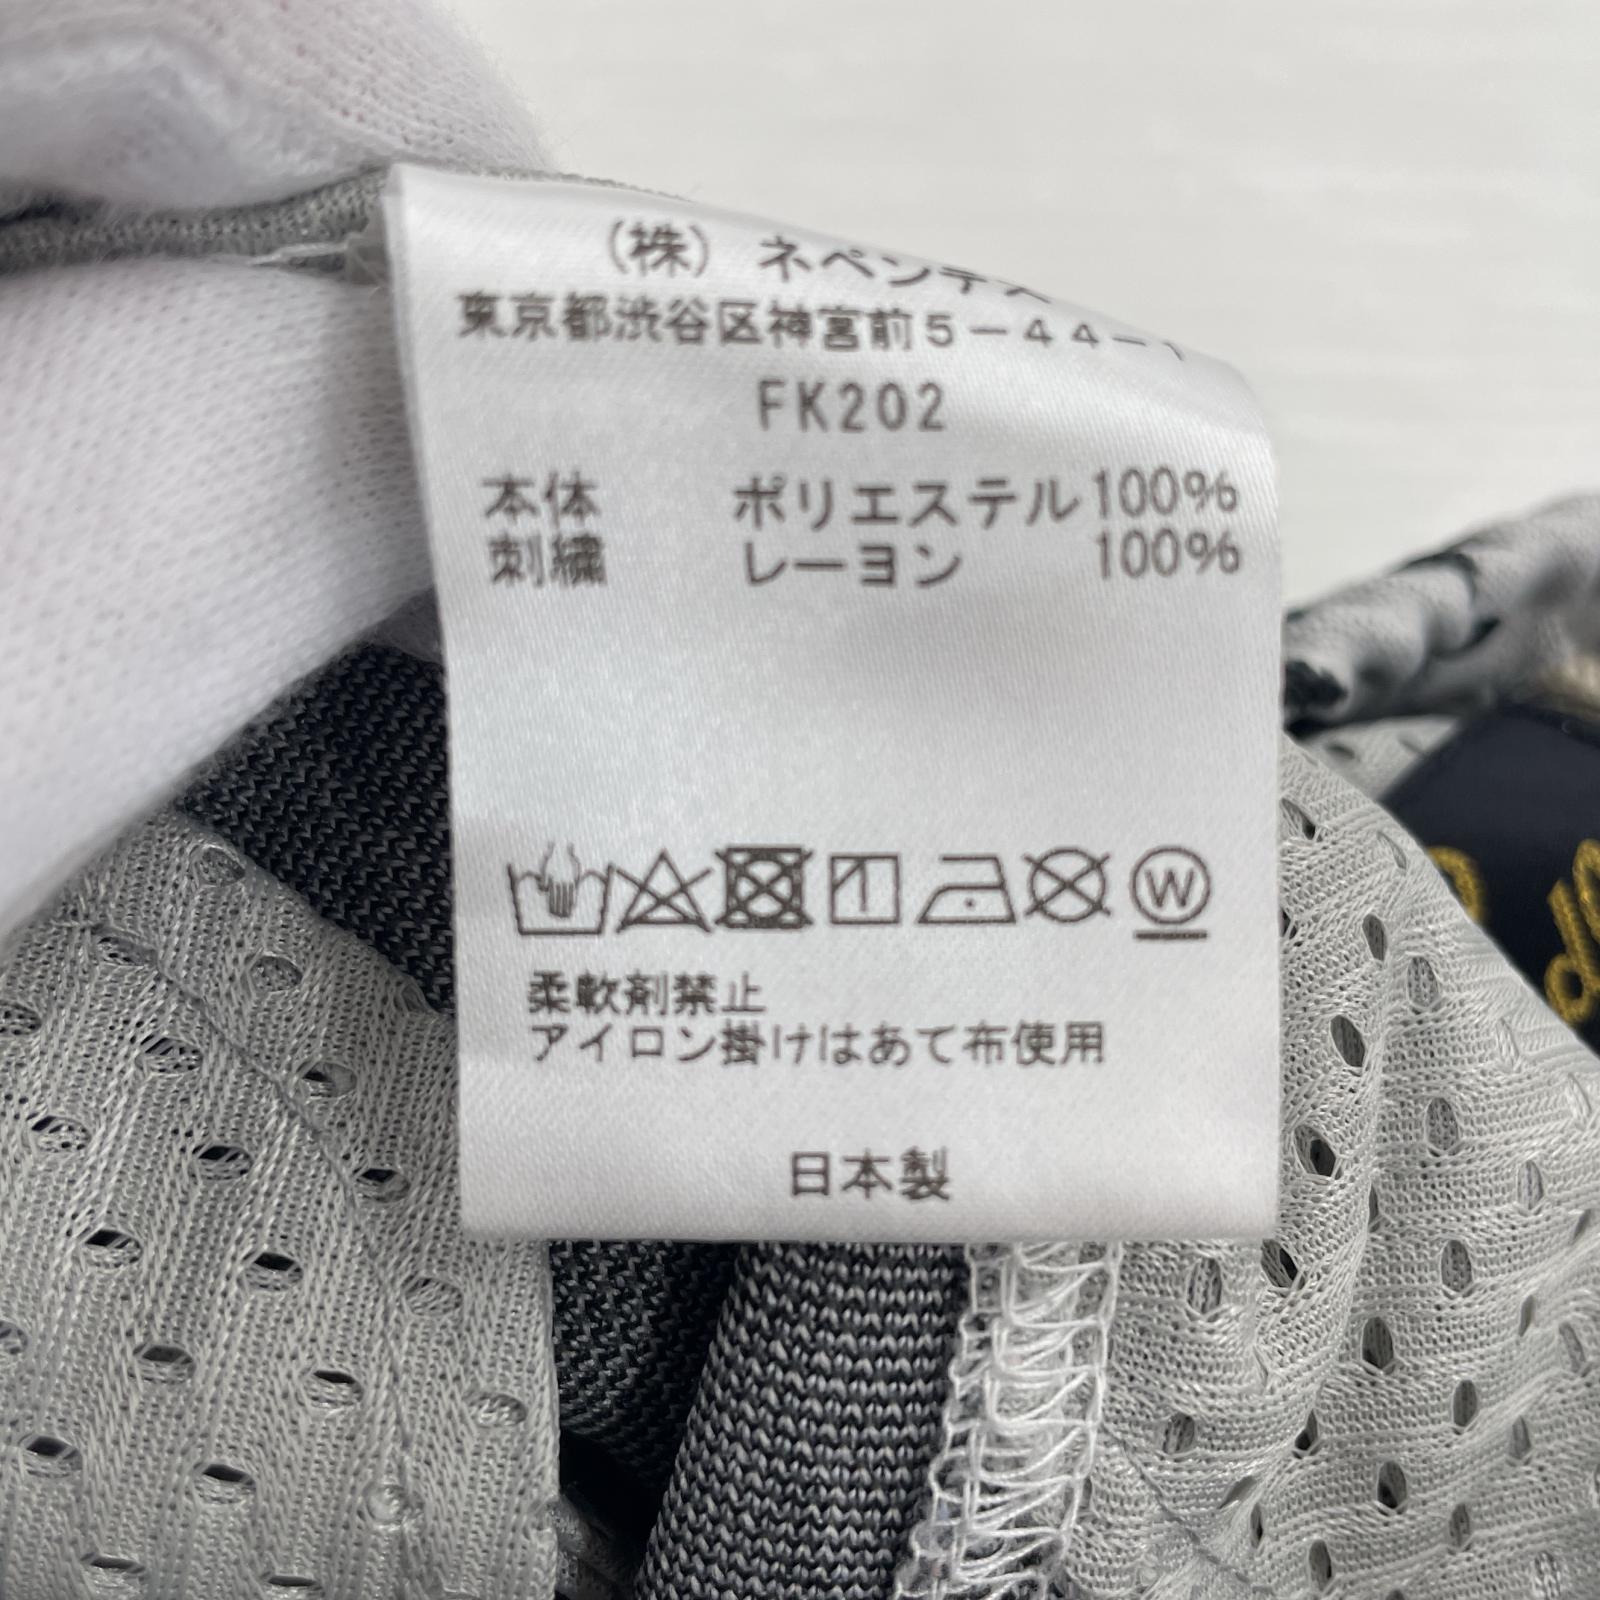 (株) ネペンテス
東京都渋谷区神宮前5-44-1
FK202
本体 ポリエステル100%
刺繍 レーヨン 100%
W
柔軟剤禁止
アイロン掛けはあて布使用
日本製